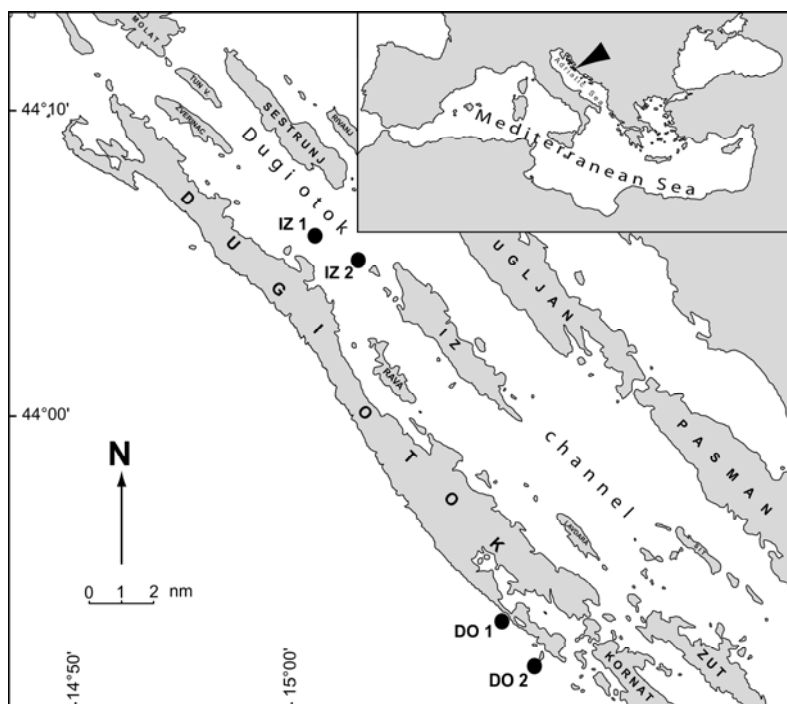 MOLAT
TUN V.
ZVERINAC
SESTRUNJ
RIVANJ
44°10'
Adriatic Sea
Mediterranean Sea
Dugiotok
IZ 1
IZ 2
DUGI OTOK
UGLJAN
IZ
RAVA
44°00'
channel
PASMAN
N
0 1 2 nm
LAVDARA
SIT
DO 1
DO 2
ZUT
KORNAT
14°50'
15°00'